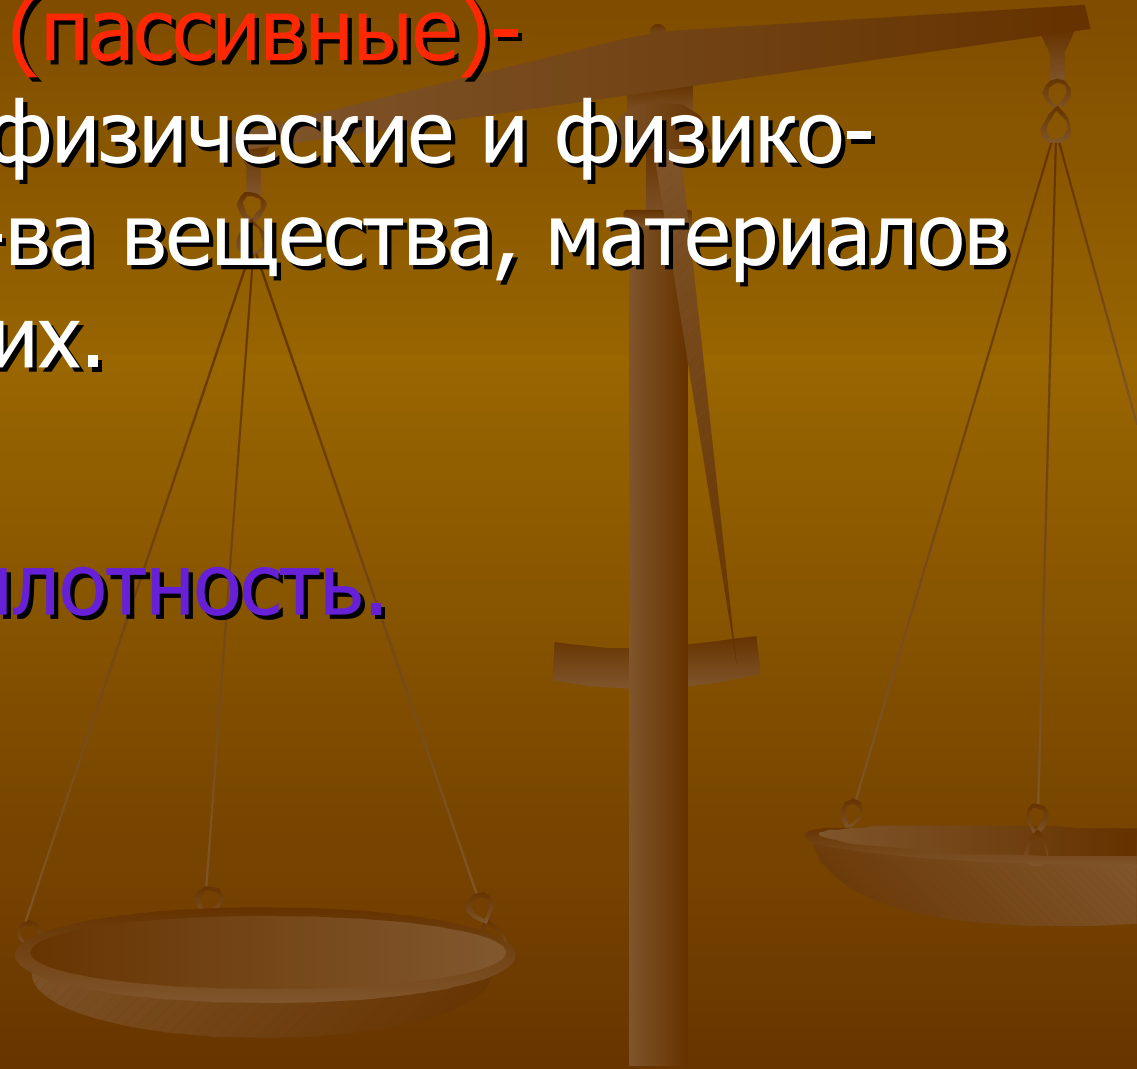 (пассивные)-
физические и физико-
-ва вещества, материалов
их.
плотность.